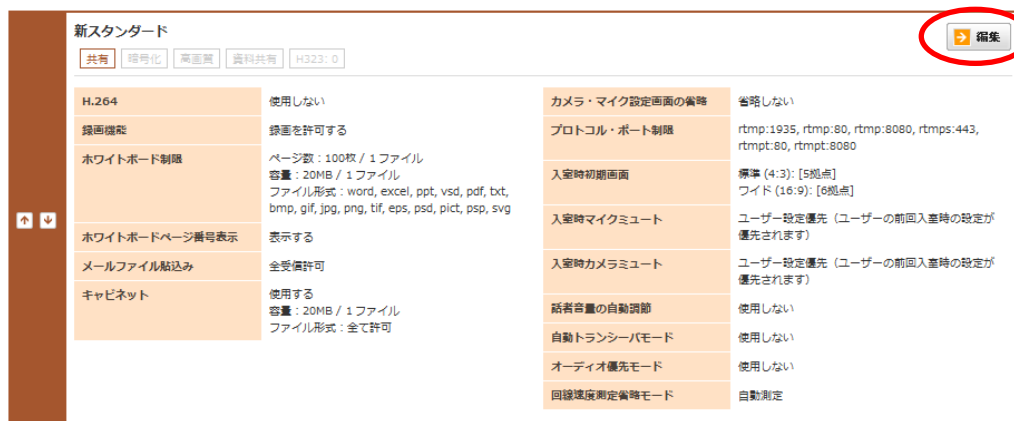 新スタンダード
編集
共有 暗号化 高画質 資料共有 H323: 0
H.264 使用しない
録画機能 録画を許可する
ホワイトボード制限 ページ数：100枚 / 1 ファイル
容量：20MB / 1 ファイル
ファイル形式：word, excel, ppt, vsd, pdf, txt,
bmp, gif, jpg, png, tif, eps, psd, pict, psp, svg
ホワイトボードページ番号表示 表示する
メールファイル貼込み 全受信許可
キャビネット 使用する
容量：20MB / 1 ファイル
ファイル形式：全て許可
カメラ・マイク設定画面の省略 省略しない
プロトコル・ポート制限 rtmp:1935, rtmp:80, rtmp:8080, rtmps:443,
rtmpt:80, rtmpt:8080
入室時初期画面 標準 (4:3): [5拠点]
ワイド (16:9): [6拠点]
入室時マイクミュート ユーザー設定優先（ユーザーの前回入室時の設定が
優先されます）
入室時カメラミュート ユーザー設定優先（ユーザーの前回入室時の設定が
優先されます）
話者音量の自動調節 使用しない
自動トランシーバモード 使用しない
オーディオ優先モード 使用しない
回線速度測定省略モード 自動測定